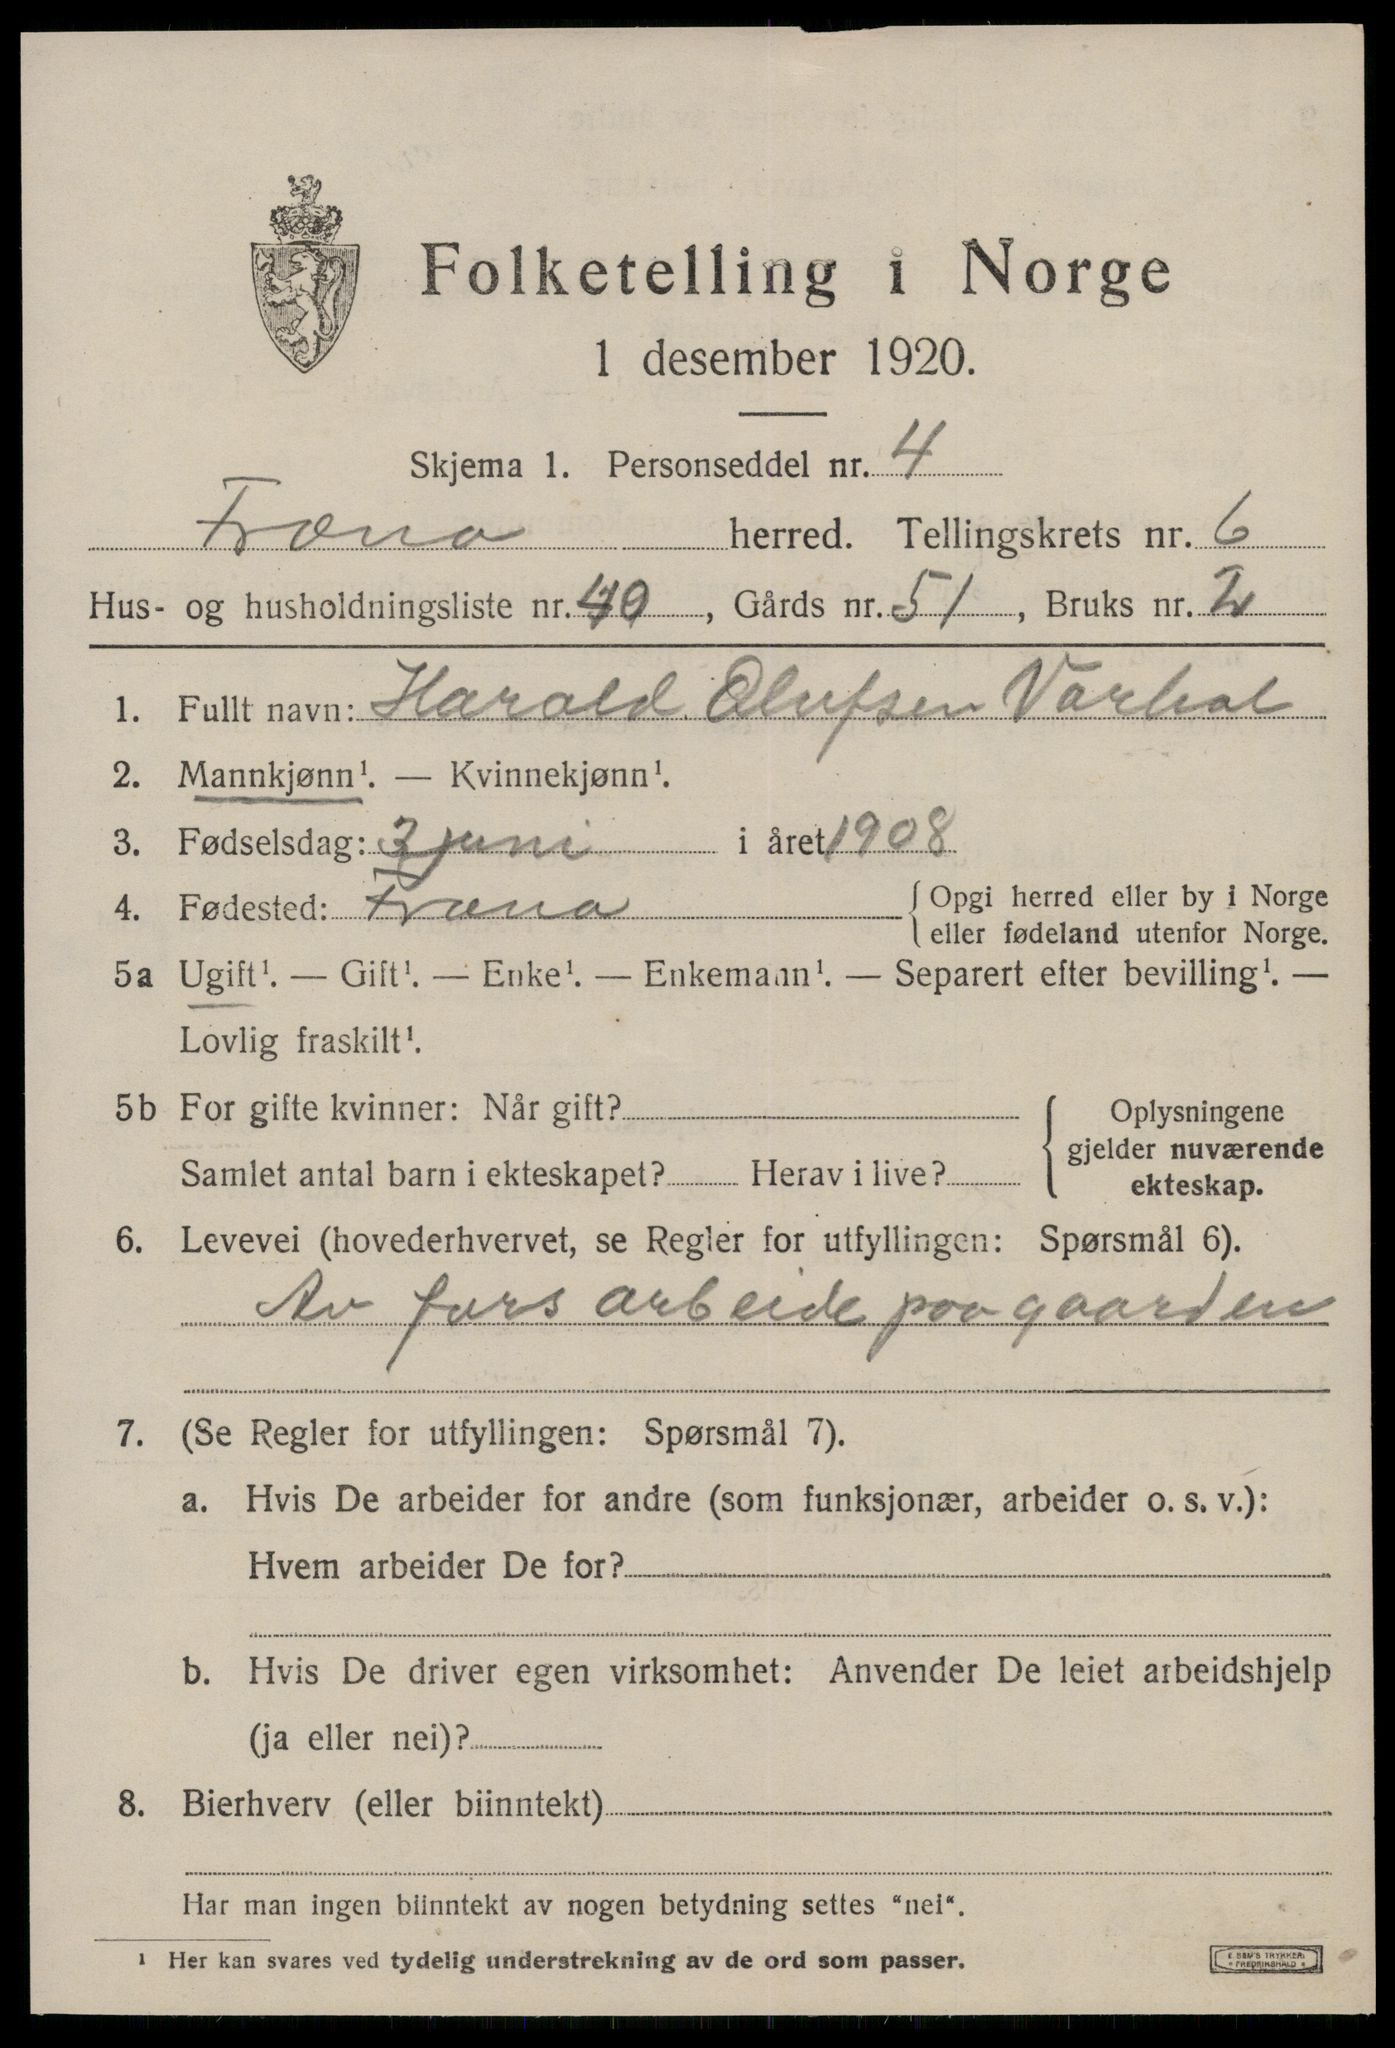 Folketelling i Norge
1 desember 1920.
Skjema 1. Personseddel nr. 4
Fræna herred. Tellingskrets nr. 6
Hus- og husholdningsliste nr. 40, Gårds nr. 51, Bruks nr. 2
1. Fullt navn: Harald Olufsen Varhol
2. Mannkjønn¹. — Kvinnekjønn¹.
3. Fødselsdag: 3 juni i året 1908
4. Fødested: Fræna { Opgi herred eller by i Norge
eller fødeland utenfor Norge.
5a Ugift¹. — Gift¹. — Enke¹. — Enkemann¹. — Separert efter bevilling¹. —
Lovlig fraskilt¹.
5b For gifte kvinner: Når gift?
Samlet antal barn i ekteskapet? Herav i live?
{ Oplysningene
gjelder nuværende
ekteskap.
6. Levevei (hovederhvervet, se Regler for utfyllingen: Spørsmål 6).
Av fars arbeide paa gaarden
7. (Se Regler for utfyllingen: Spørsmål 7).
a. Hvis De arbeider for andre (som funksjonær, arbeider o. s. v.):
Hvem arbeider De for?
b. Hvis De driver egen virksomhet: Anvender De leiet arbeidshjelp
(ja eller nei)?
8. Bierhverv (eller biinntekt)
Har man ingen biinntekt av nogen betydning settes "nei".
¹ Her kan svares ved tydelig understrekning av de ord som passer.
E SEM'S TRYKKERI
* FREDRIKSHALD *